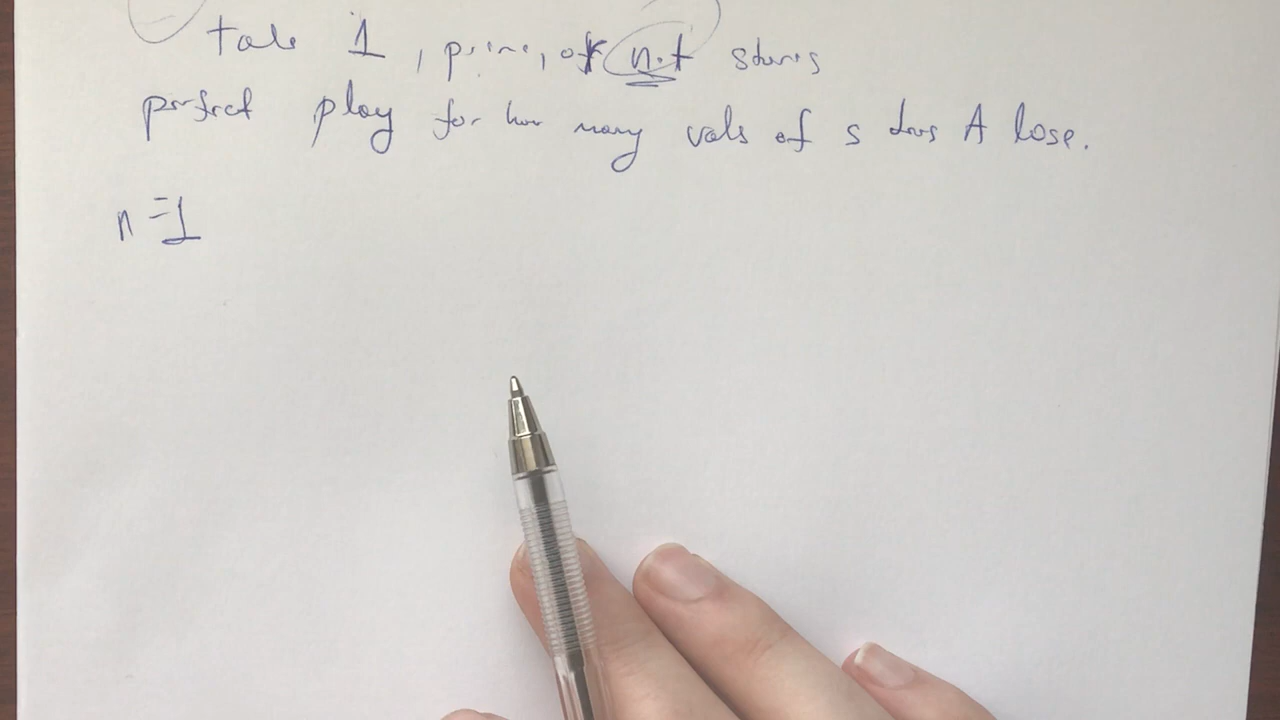 take 1, prime, or n.t stones
perfect play for how many vals of s does A lose.
n = 1